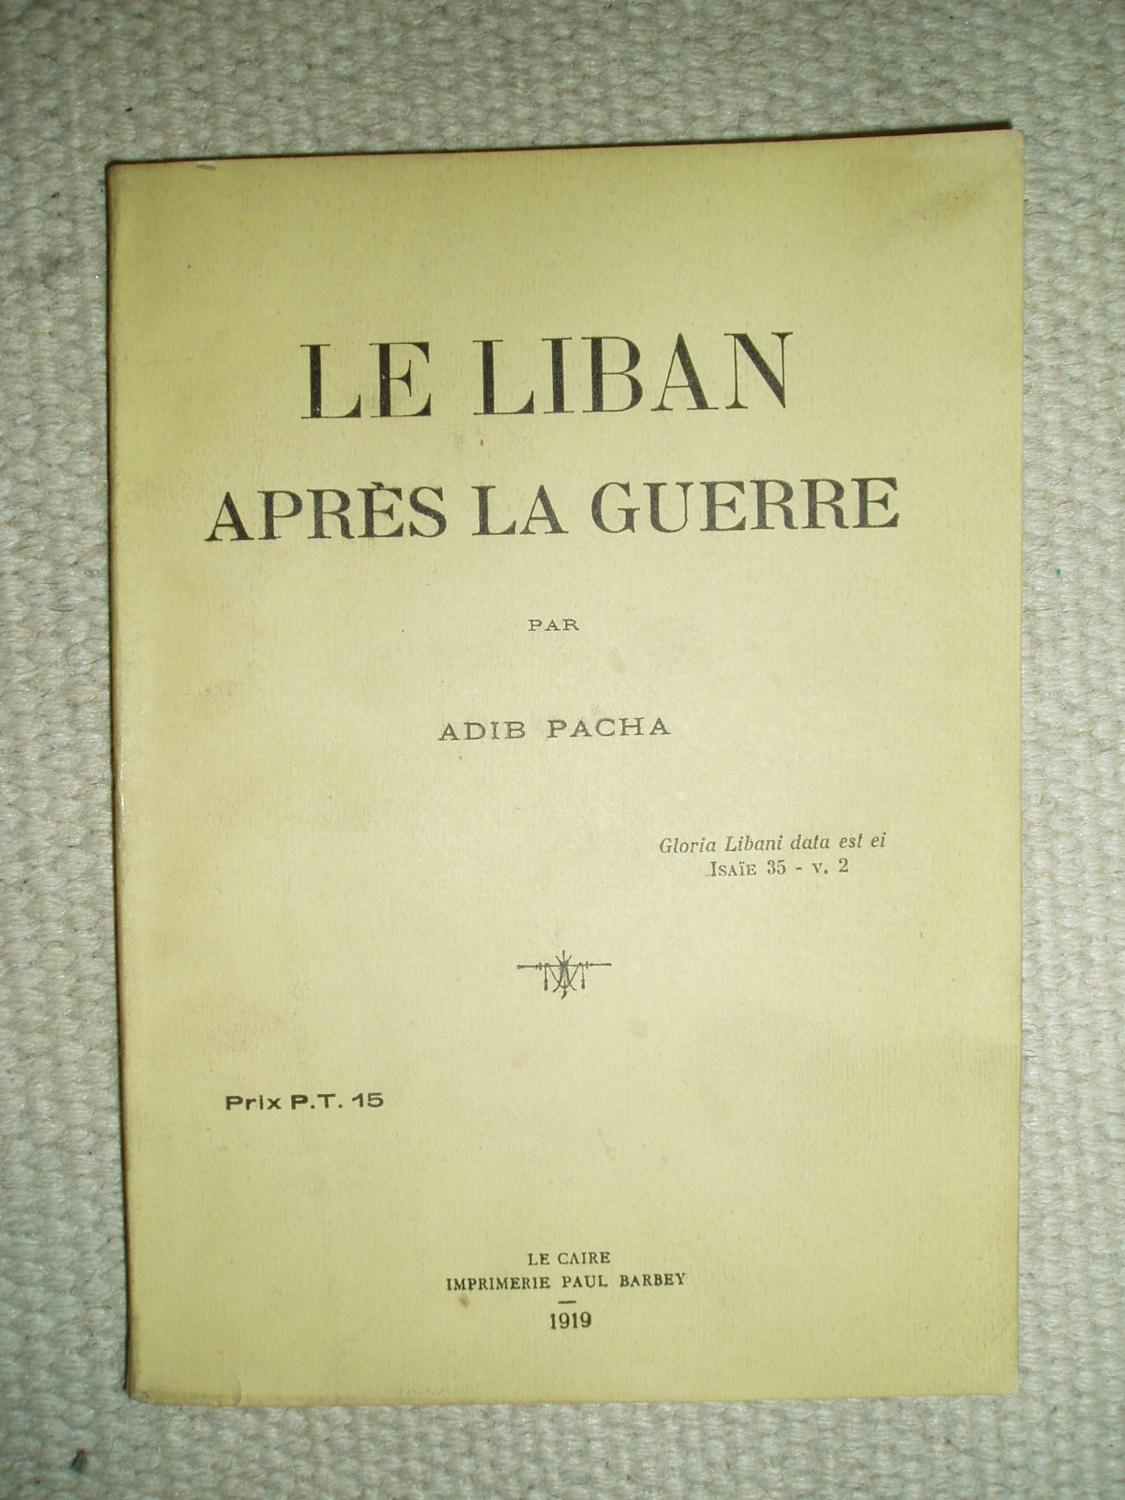 LE LIBAN
APRÈS LA GUERRE
PAR
ADIB PACHA
Gloria Libani data est ei
ISAÏE 35 - v. 2
Prix P.T. 15
LE CAIRE
IMPRIMERIE PAUL BARBEY
1919